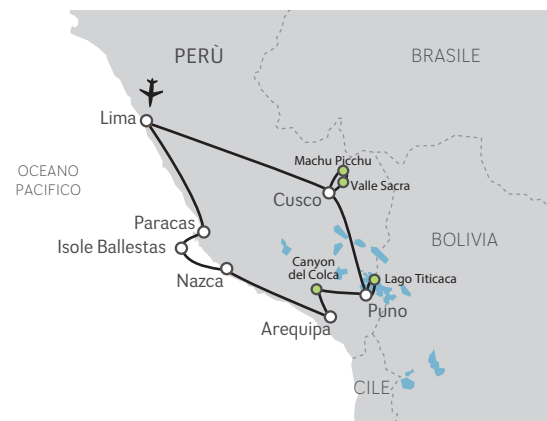 PERÙ
BRASILE
Lima
Machu Picchu
OCEANO
PACIFICO
Valle Sacra
Cusco
Paracas
BOLIVIA
Isole Ballestas
Canyon
del Colca
Lago Titicaca
Nazca
Puno
Arequipa
CILE